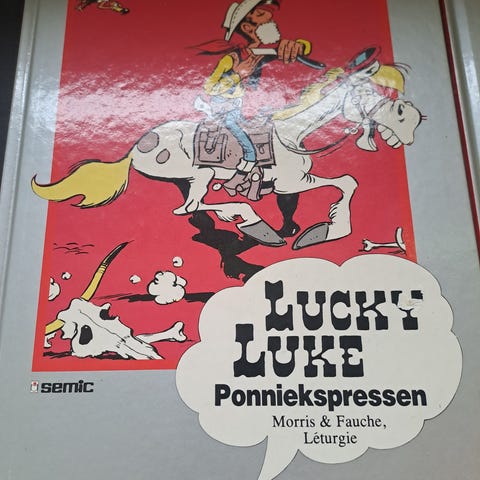 LUCKY
LUKE
Ponniekspressen
Morris & Fauche,
Léturgie
semic